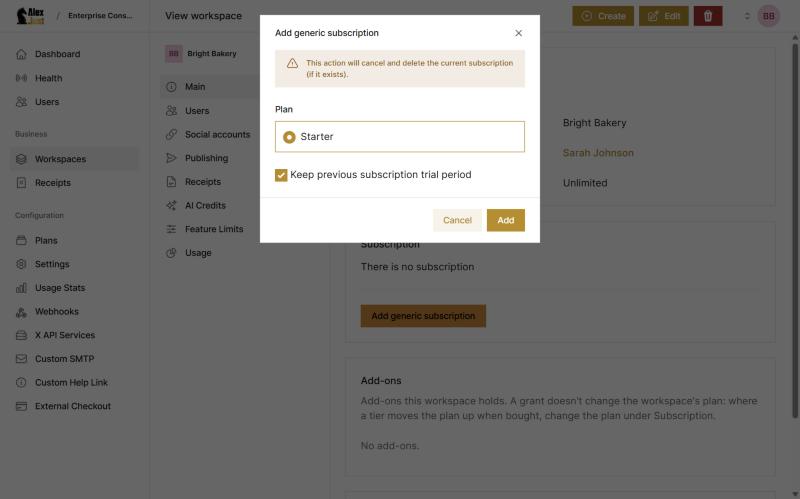 Alex Just
/ Enterprise Cons...
View workspace
Create
Edit
BB
Dashboard
Health
Users
Business
Workspaces
Receipts
Configuration
Plans
Settings
Usage Stats
Webhooks
X API Services
Custom SMTP
Custom Help Link
External Checkout
BB Bright Bakery
Main
Users
Social accounts
Publishing
Receipts
AI Credits
Feature Limits
Usage
Add generic subscription
This action will cancel and delete the current subscription
(if it exists).
Plan
Starter
Keep previous subscription trial period
Cancel
Add
Bright Bakery
Sarah Johnson
Unlimited
Subscription
There is no subscription
Add generic subscription
Add-ons
Add-ons this workspace holds. A grant doesn't change the workspace's plan: where
a tier moves the plan up when bought, change the plan under Subscription.
No add-ons.